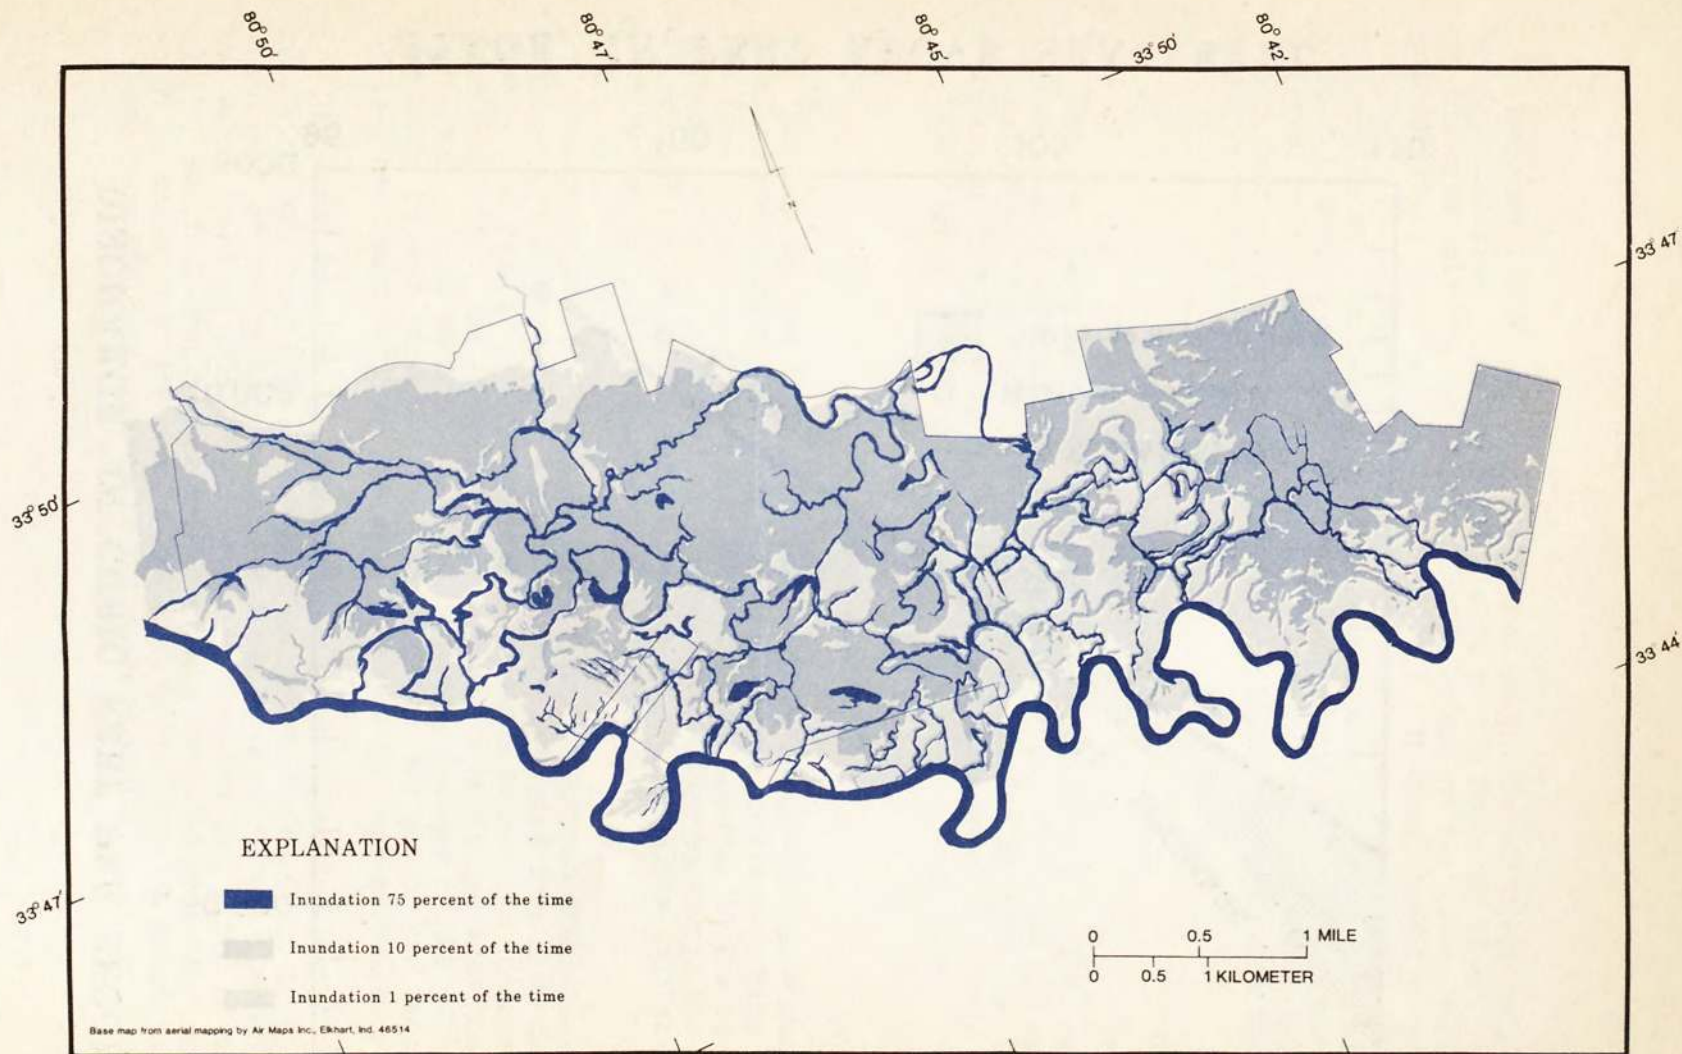 80°50'
80°47'
80°45'
33°50'
80°42'
33°47'
33°50'
33°44'
33°47'
N
EXPLANATION
Inundation 75 percent of the time
Inundation 10 percent of the time
Inundation 1 percent of the time
0 0.5 1 MILE
0 0.5 1 KILOMETER
Base map from aerial mapping by Air Maps Inc., Elkhart, Ind. 46514